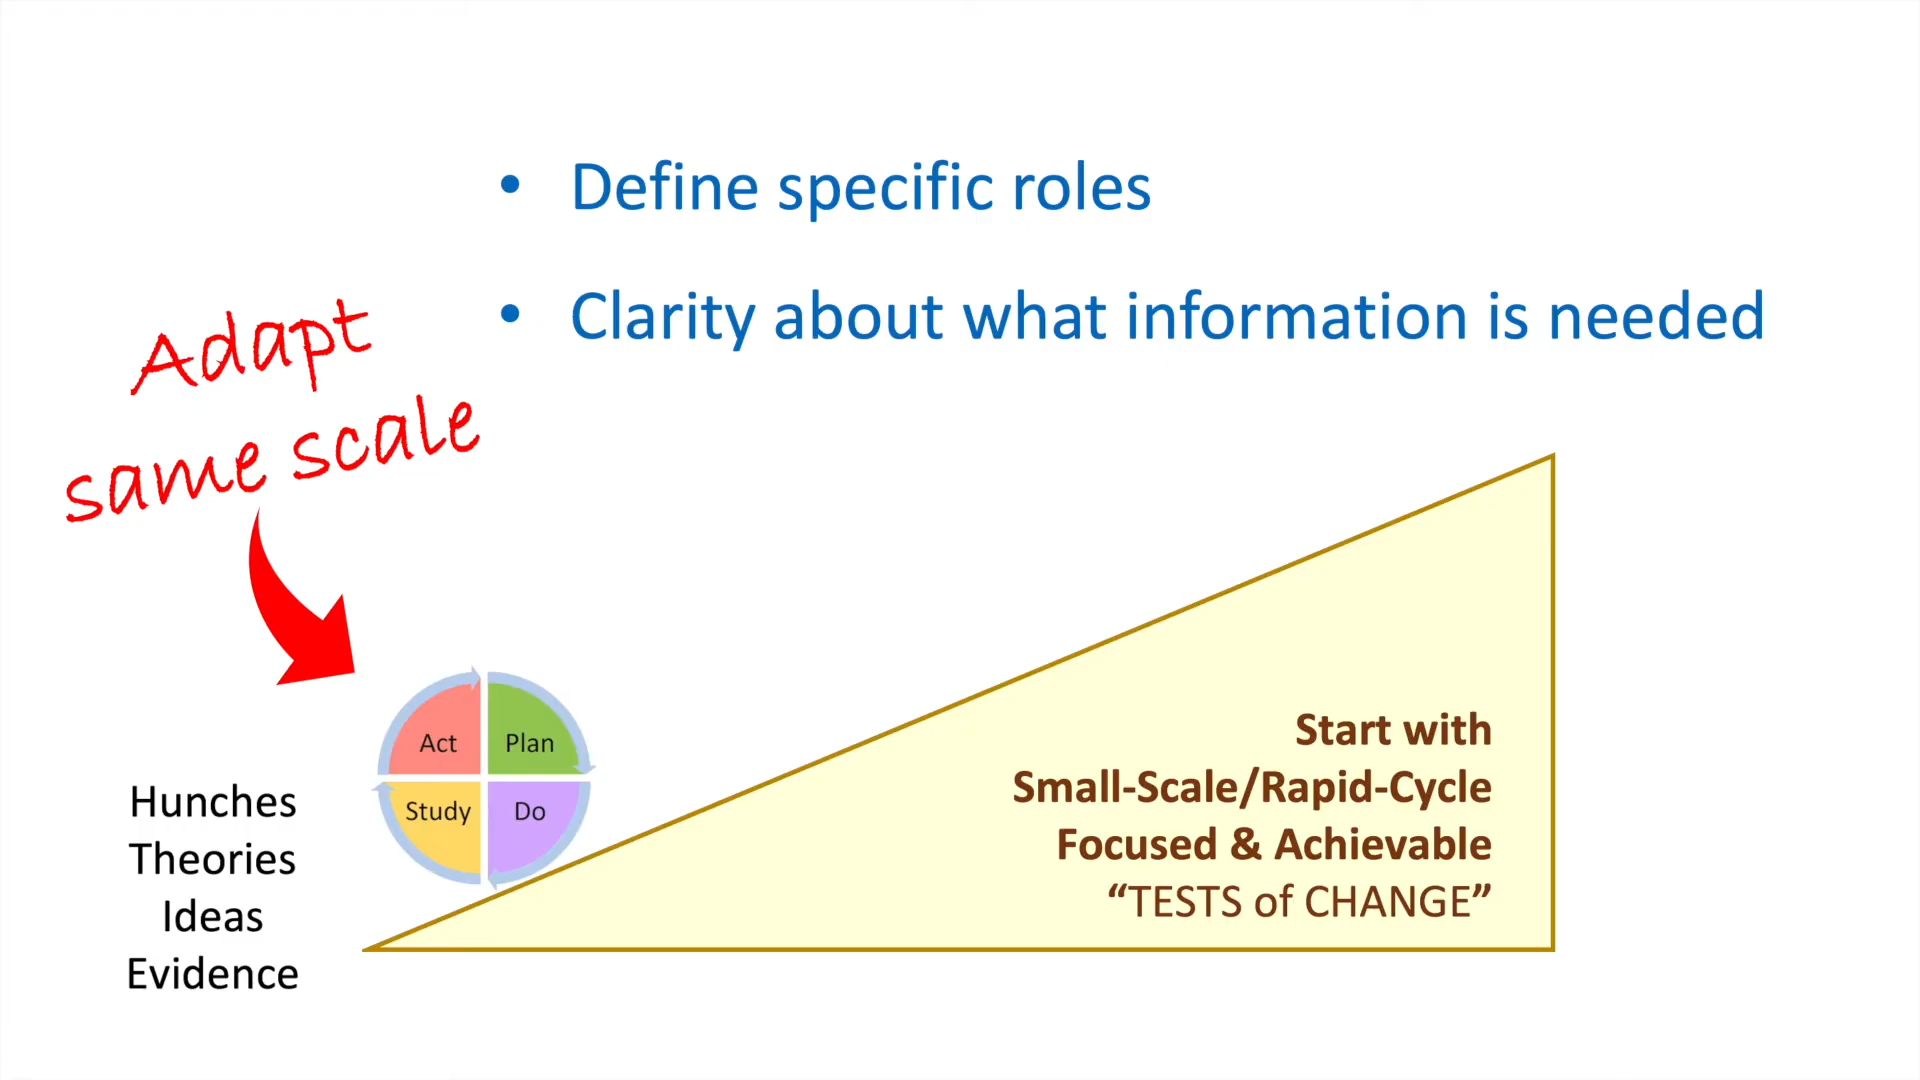 • Define specific roles
• Clarity about what information is needed
Adapt
same scale
Act
Plan
Study
Do
Hunches
Theories
Ideas
Evidence
Start with
Small-Scale/Rapid-Cycle
Focused & Achievable
“TESTS of CHANGE”